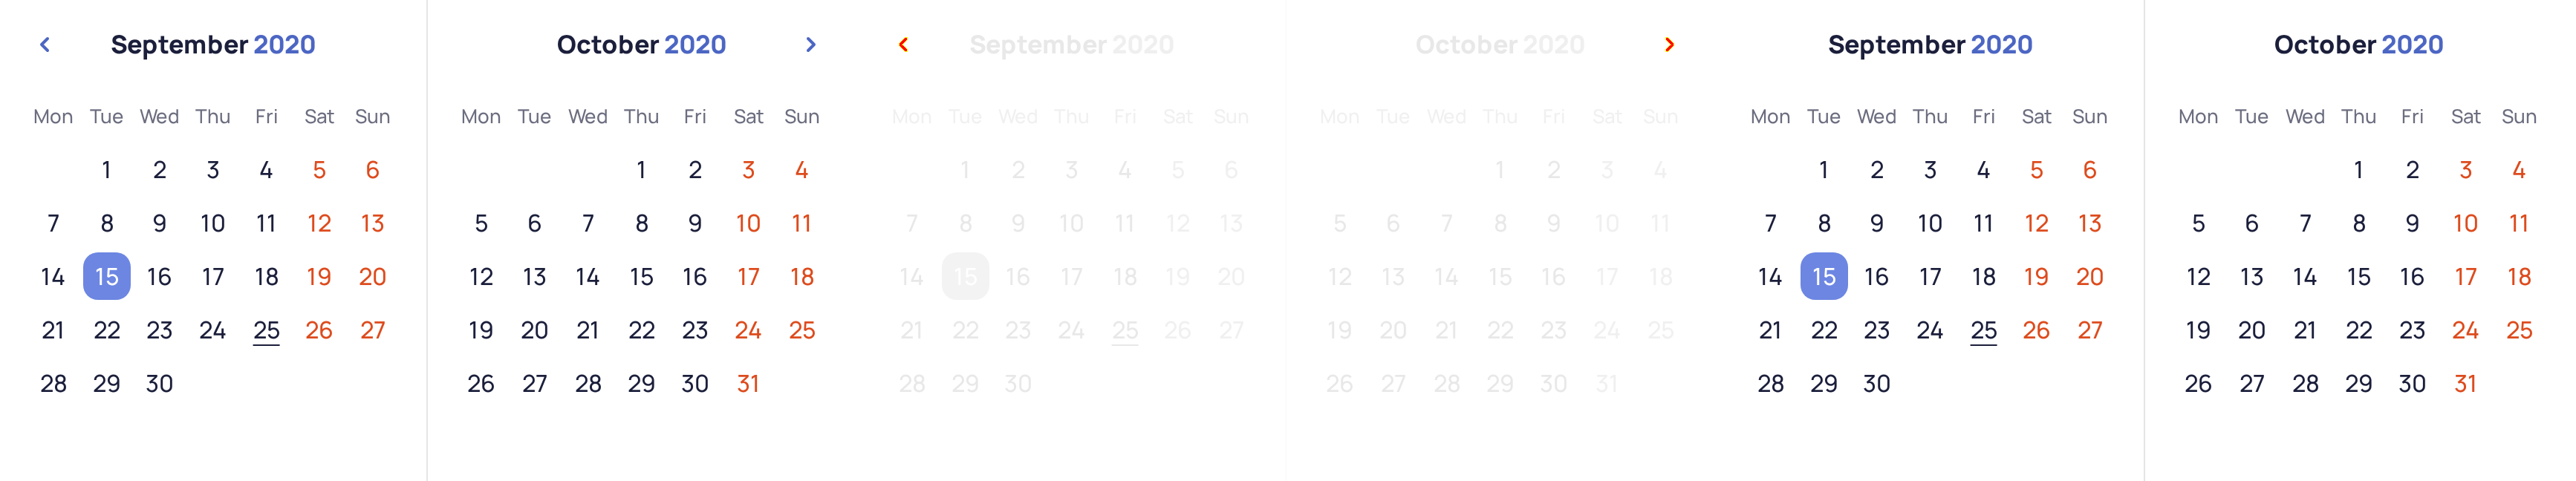 September 2020 October 2020 September 2020 October 2020 September 2020 October 2020
Mon Tue Wed Thu Fri Sat Sun Mon Tue Wed Thu Fri Sat Sun Mon Tue Wed Thu Fri Sat Sun Mon Tue Wed Thu Fri Sat Sun Mon Tue Wed Thu Fri Sat Sun Mon Tue Wed Thu Fri Sat Sun
1 2 3 4 5 6 1 2 3 4 1 2 3 4 5 6 1 2 3 4 1 2 3 4 5 6 1 2 3 4
7 8 9 10 11 12 13 5 6 7 8 9 10 11 7 8 9 10 11 12 13 5 6 7 8 9 10 11 7 8 9 10 11 12 13 5 6 7 8 9 10 11
14 15 16 17 18 19 20 12 13 14 15 16 17 18 14 15 16 17 18 19 20 12 13 14 15 16 17 18 14 15 16 17 18 19 20 12 13 14 15 16 17 18
21 22 23 24 25 26 27 19 20 21 22 23 24 25 21 22 23 24 25 26 27 19 20 21 22 23 24 25 21 22 23 24 25 26 27 19 20 21 22 23 24 25
28 29 30 26 27 28 29 30 31 28 29 30 26 27 28 29 30 31 28 29 30 26 27 28 29 30 31